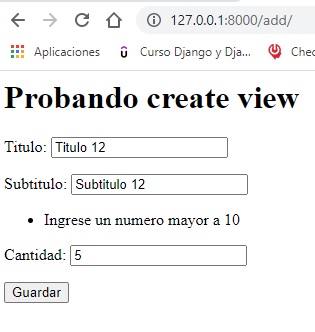 127.0.0.1:8000/add/
Aplicaciones Curso Django y Dja... Chec
Probando create view
Titulo: Titulo 12
Subtitulo: Subtitulo 12
Ingrese un numero mayor a 10
Cantidad: 5
Guardar